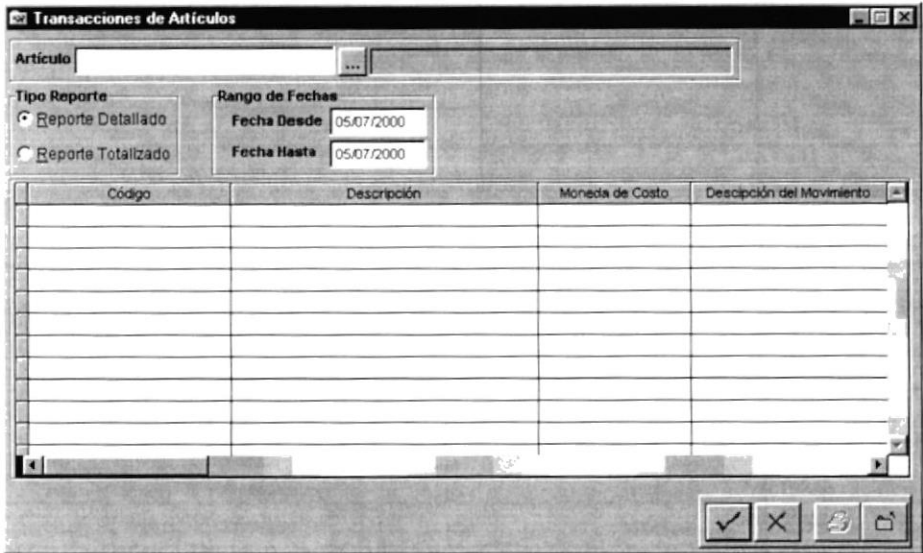 Transacciones de Artículos
Artículo
...
Tipo Reporte
Reporte Detallado
Reporte Totalizado
Rango de Fechas
Fecha Desde 05/07/2000
Fecha Hasta 05/07/2000
Código Descripción Moneda de Costo Descipción del Movimiento